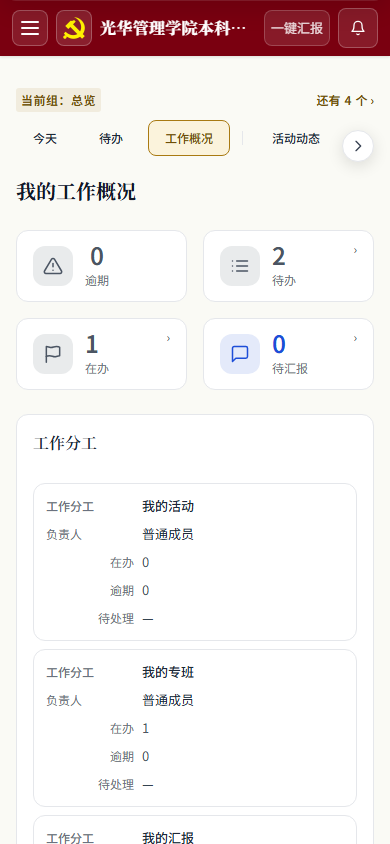 光华管理学院本科…
一键汇报
当前组：总览
还有 4 个 ›
今天
待办
工作概况
活动动态
我的工作概况
0
逾期
2
待办
1
在办
0
待汇报
工作分工
工作分工 我的活动
负责人 普通成员
在办 0
逾期 0
待处理 —
工作分工 我的专班
负责人 普通成员
在办 1
逾期 0
待处理 —
工作分工 我的汇报